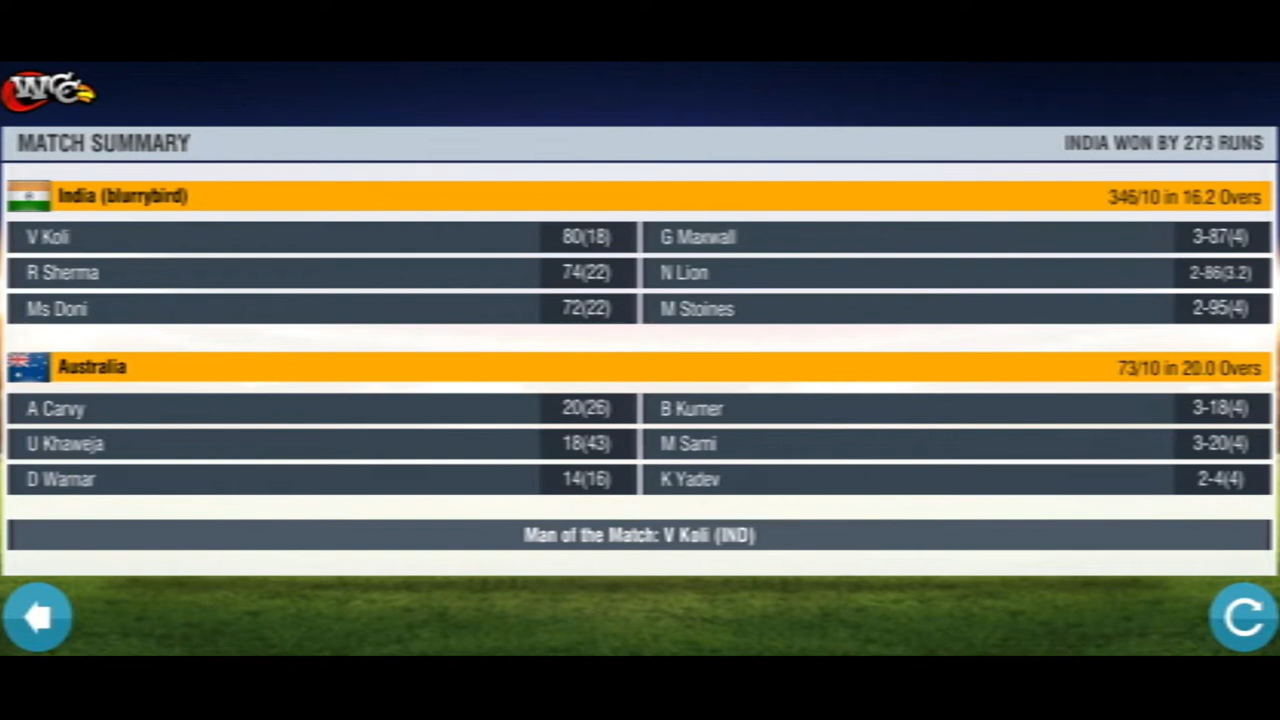 WCC
MATCH SUMMARY INDIA WON BY 273 RUNS
India (blurrybird) 346/10 in 16.2 Overs
V Koli 80(18) G Maxwall 3-87(4)
R Sherma 74(22) N Lion 2-86(3.2)
Ms Doni 72(22) M Stoines 2-95(4)
Australia 73/10 in 20.0 Overs
A Carvy 20(26) B Kumer 3-18(4)
U Khaweja 18(43) M Sami 3-20(4)
D Warnar 14(16) K Yadev 2-4(4)
Man of the Match: V Koli (IND)